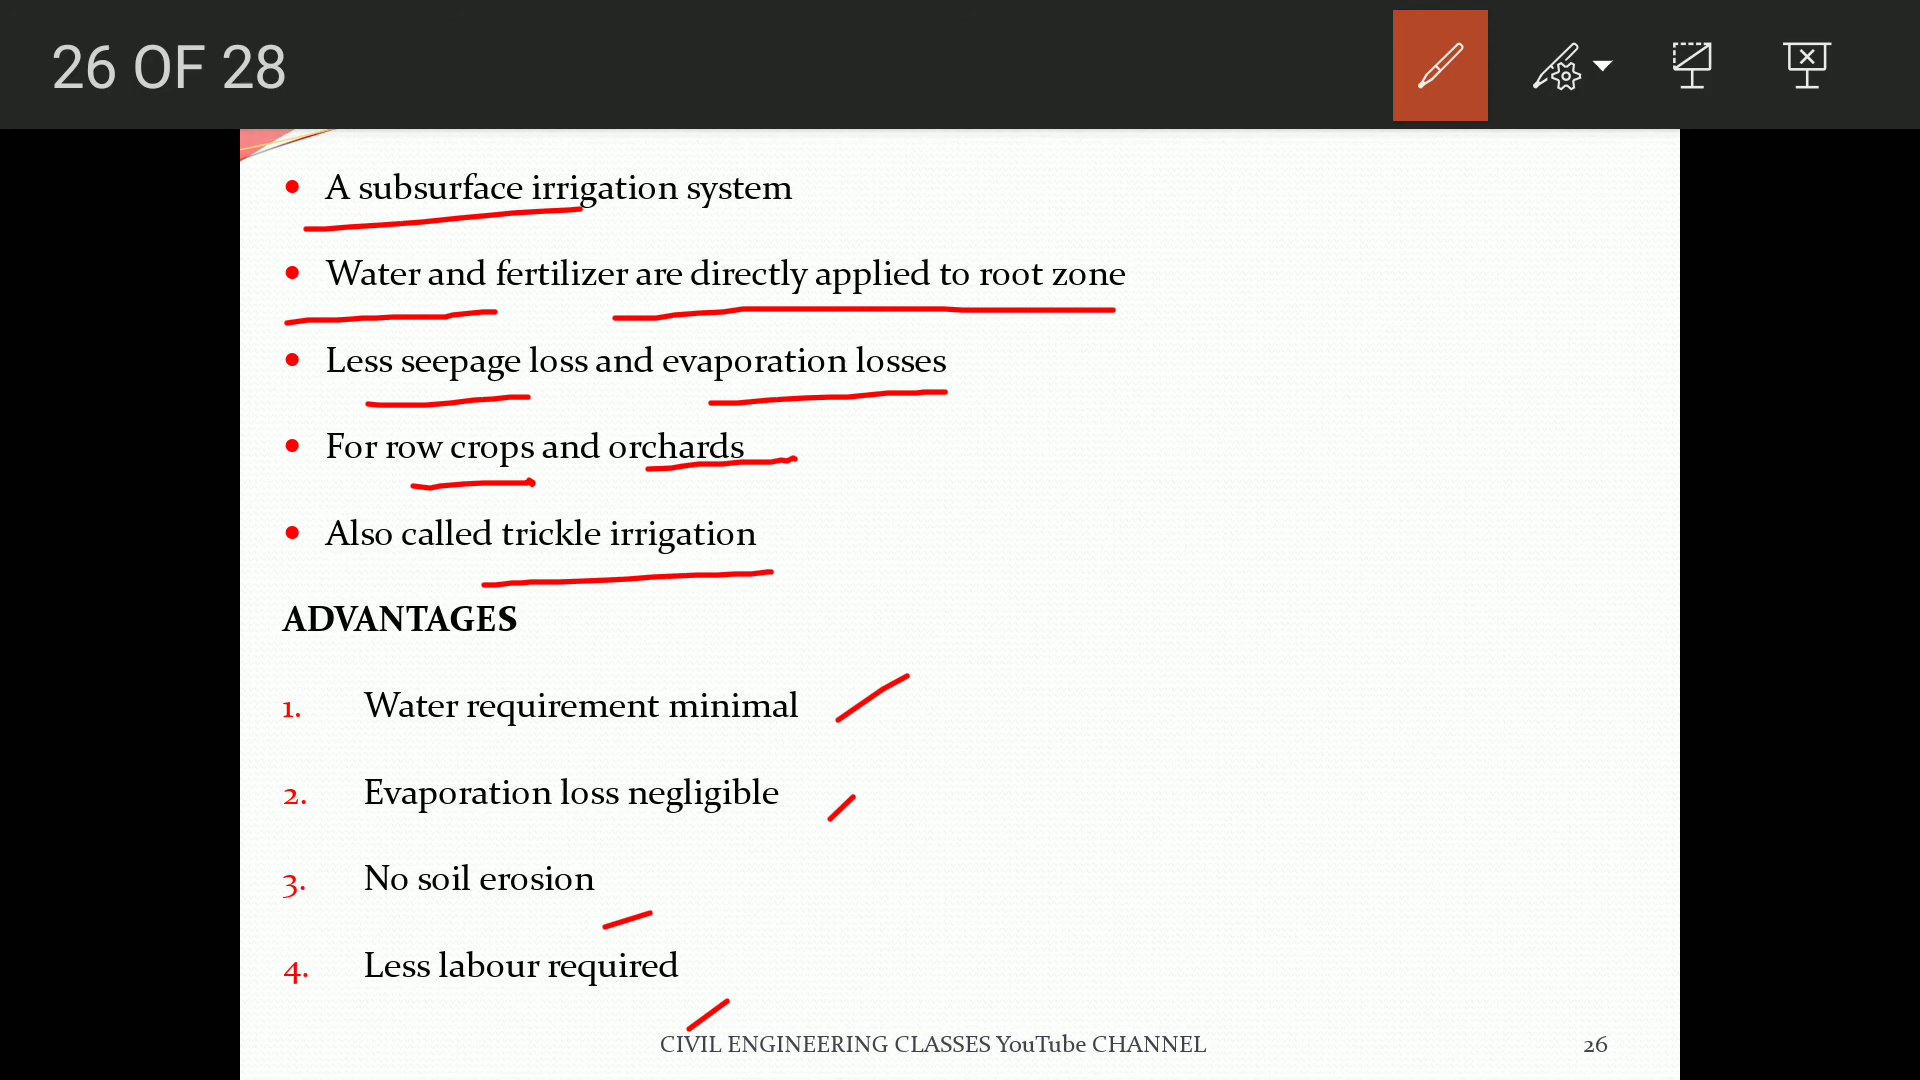 26 OF 28
• A subsurface irrigation system
• Water and fertilizer are directly applied to root zone
• Less seepage loss and evaporation losses
• For row crops and orchards
• Also called trickle irrigation
ADVANTAGES
1. Water requirement minimal
2. Evaporation loss negligible
3. No soil erosion
4. Less labour required
CIVIL ENGINEERING CLASSES YouTube CHANNEL 26